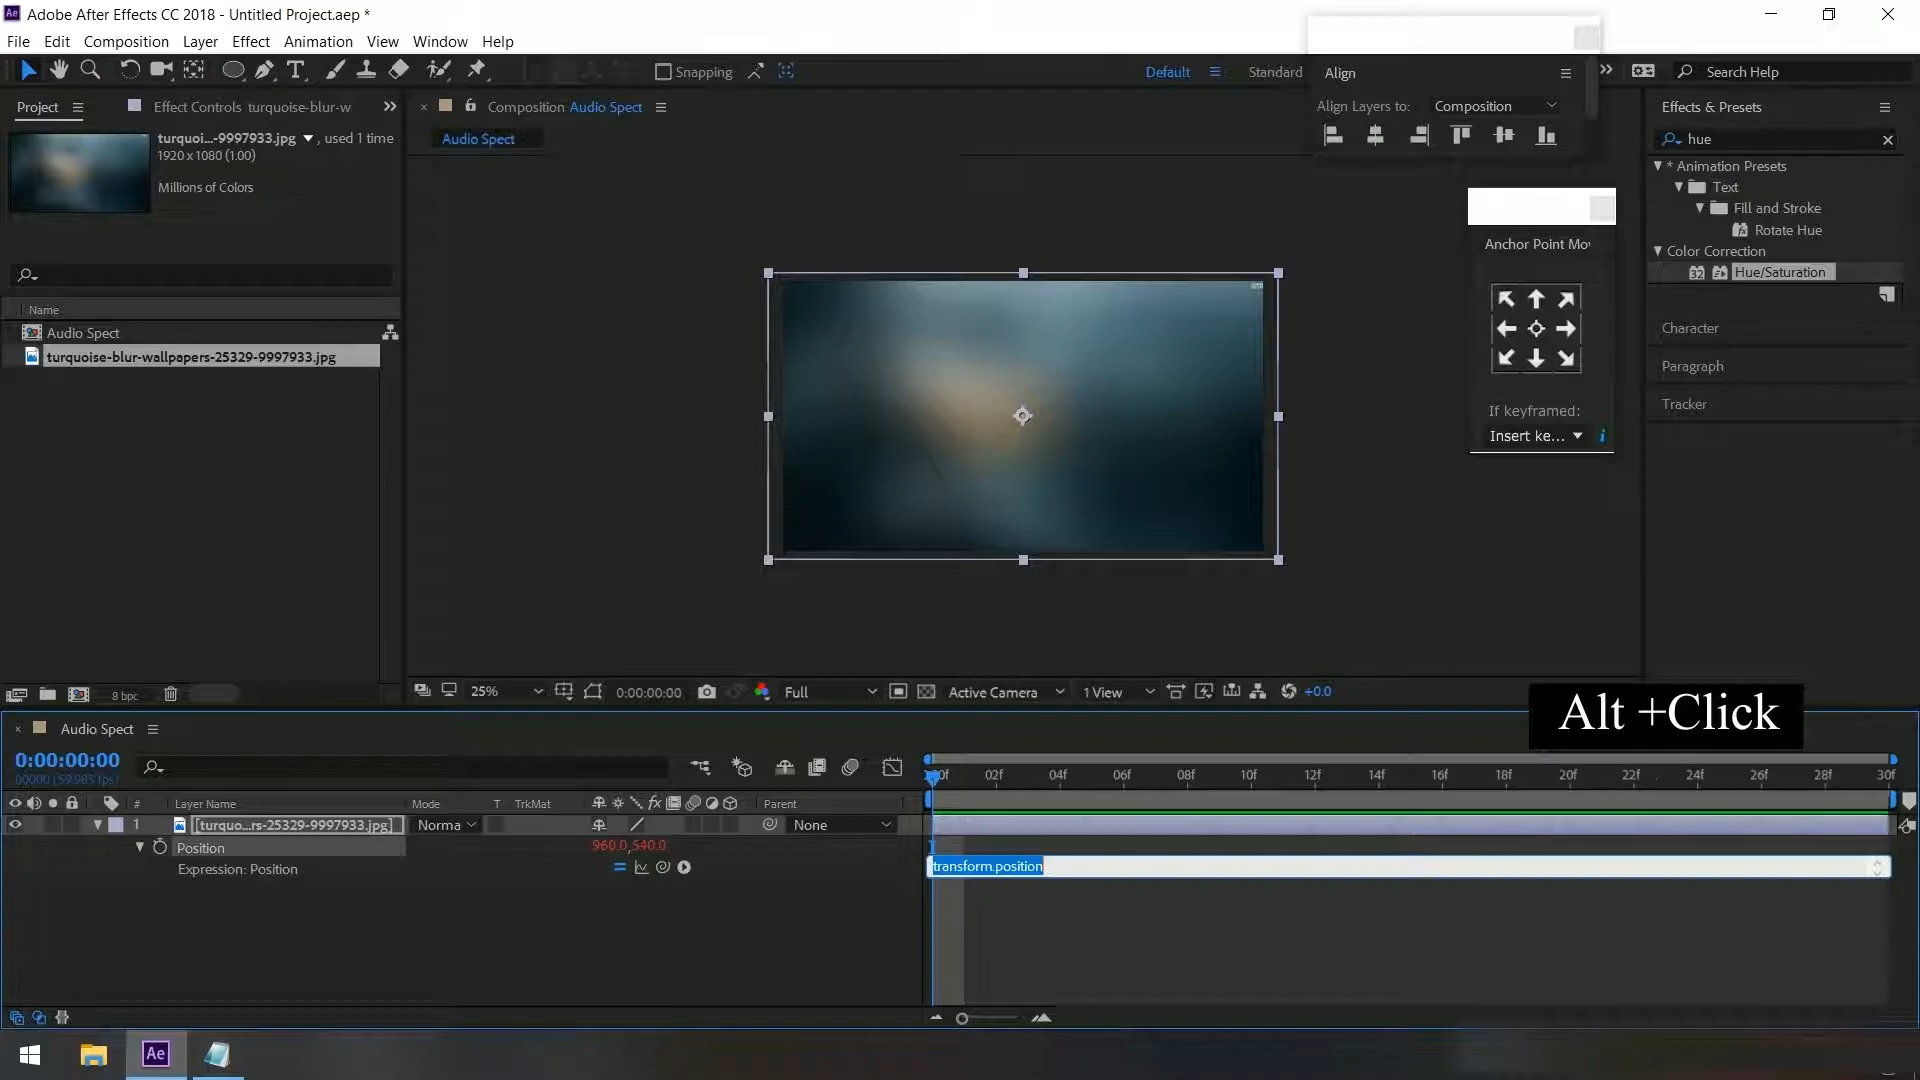 Ae Adobe After Effects CC 2018 - Untitled Project.aep *
File Edit Composition Layer Effect Animation View Window Help
Snapping
Default Standard
Search Help
Align
Align Layers to: Composition
Project
Effect Controls turquoise-blur-w
Composition Audio Spect
Audio Spect
turquoi...-9997933.jpg , used 1 time
1920 x 1080 (1.00)
Millions of Colors
Name
Audio Spect
turquoise-blur-wallpapers-25329-9997933.jpg
8 bpc
Anchor Point Mov
If keyframed:
Insert ke...
Effects & Presets
hue
* Animation Presets
Text
Fill and Stroke
Rotate Hue
Color Correction
32 Hue/Saturation
Character
Paragraph
Tracker
25% 0:00:00:00 Full Active Camera 1 View +0.0
Alt +Click
Audio Spect
0:00:00:00
00000 (59.985 fps)
02f 04f 06f 08f 10f 12f 14f 16f 18f 20f 22f 24f 26f 28f 30f
# Layer Name Mode T TrkMat fx Parent
1 [turquo...rs-25329-9997933.jpg] Norma None
Position 960.0,540.0
Expression: Position
transform.position
Ae